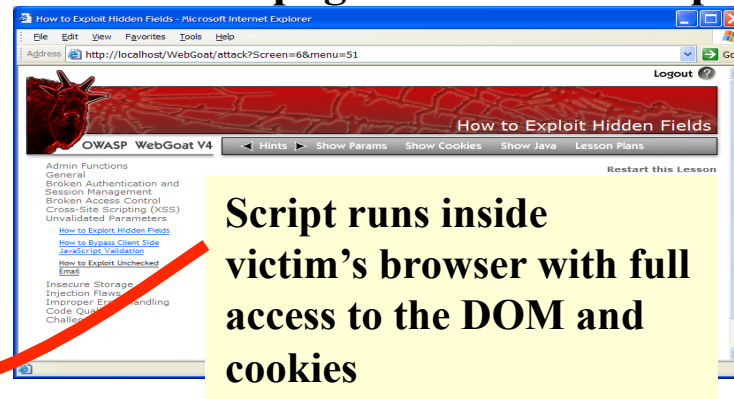 How to Exploit Hidden Fields - Microsoft Internet Explorer
File Edit View Favorites Tools Help
Address http://localhost/WebGoat/attack?Screen=6&menu=51 Go
Logout ?
How to Exploit Hidden Fields
OWASP WebGoat V4 Hints Show Params Show Cookies Show Java Lesson Plans
Restart this Lesson
Admin Functions
General
Broken Authentication and
Session Management
Broken Access Control
Cross-Site Scripting (XSS)
Unvalidated Parameters
How to Exploit Hidden Fields
How to Bypass Client Side
JavaScript Validation
How to Exploit Unchecked
Email
Insecure Storage
Injection Flaws
Improper Error Handling
Code
Script runs inside
victim's browser with full
access to the DOM and
cookies